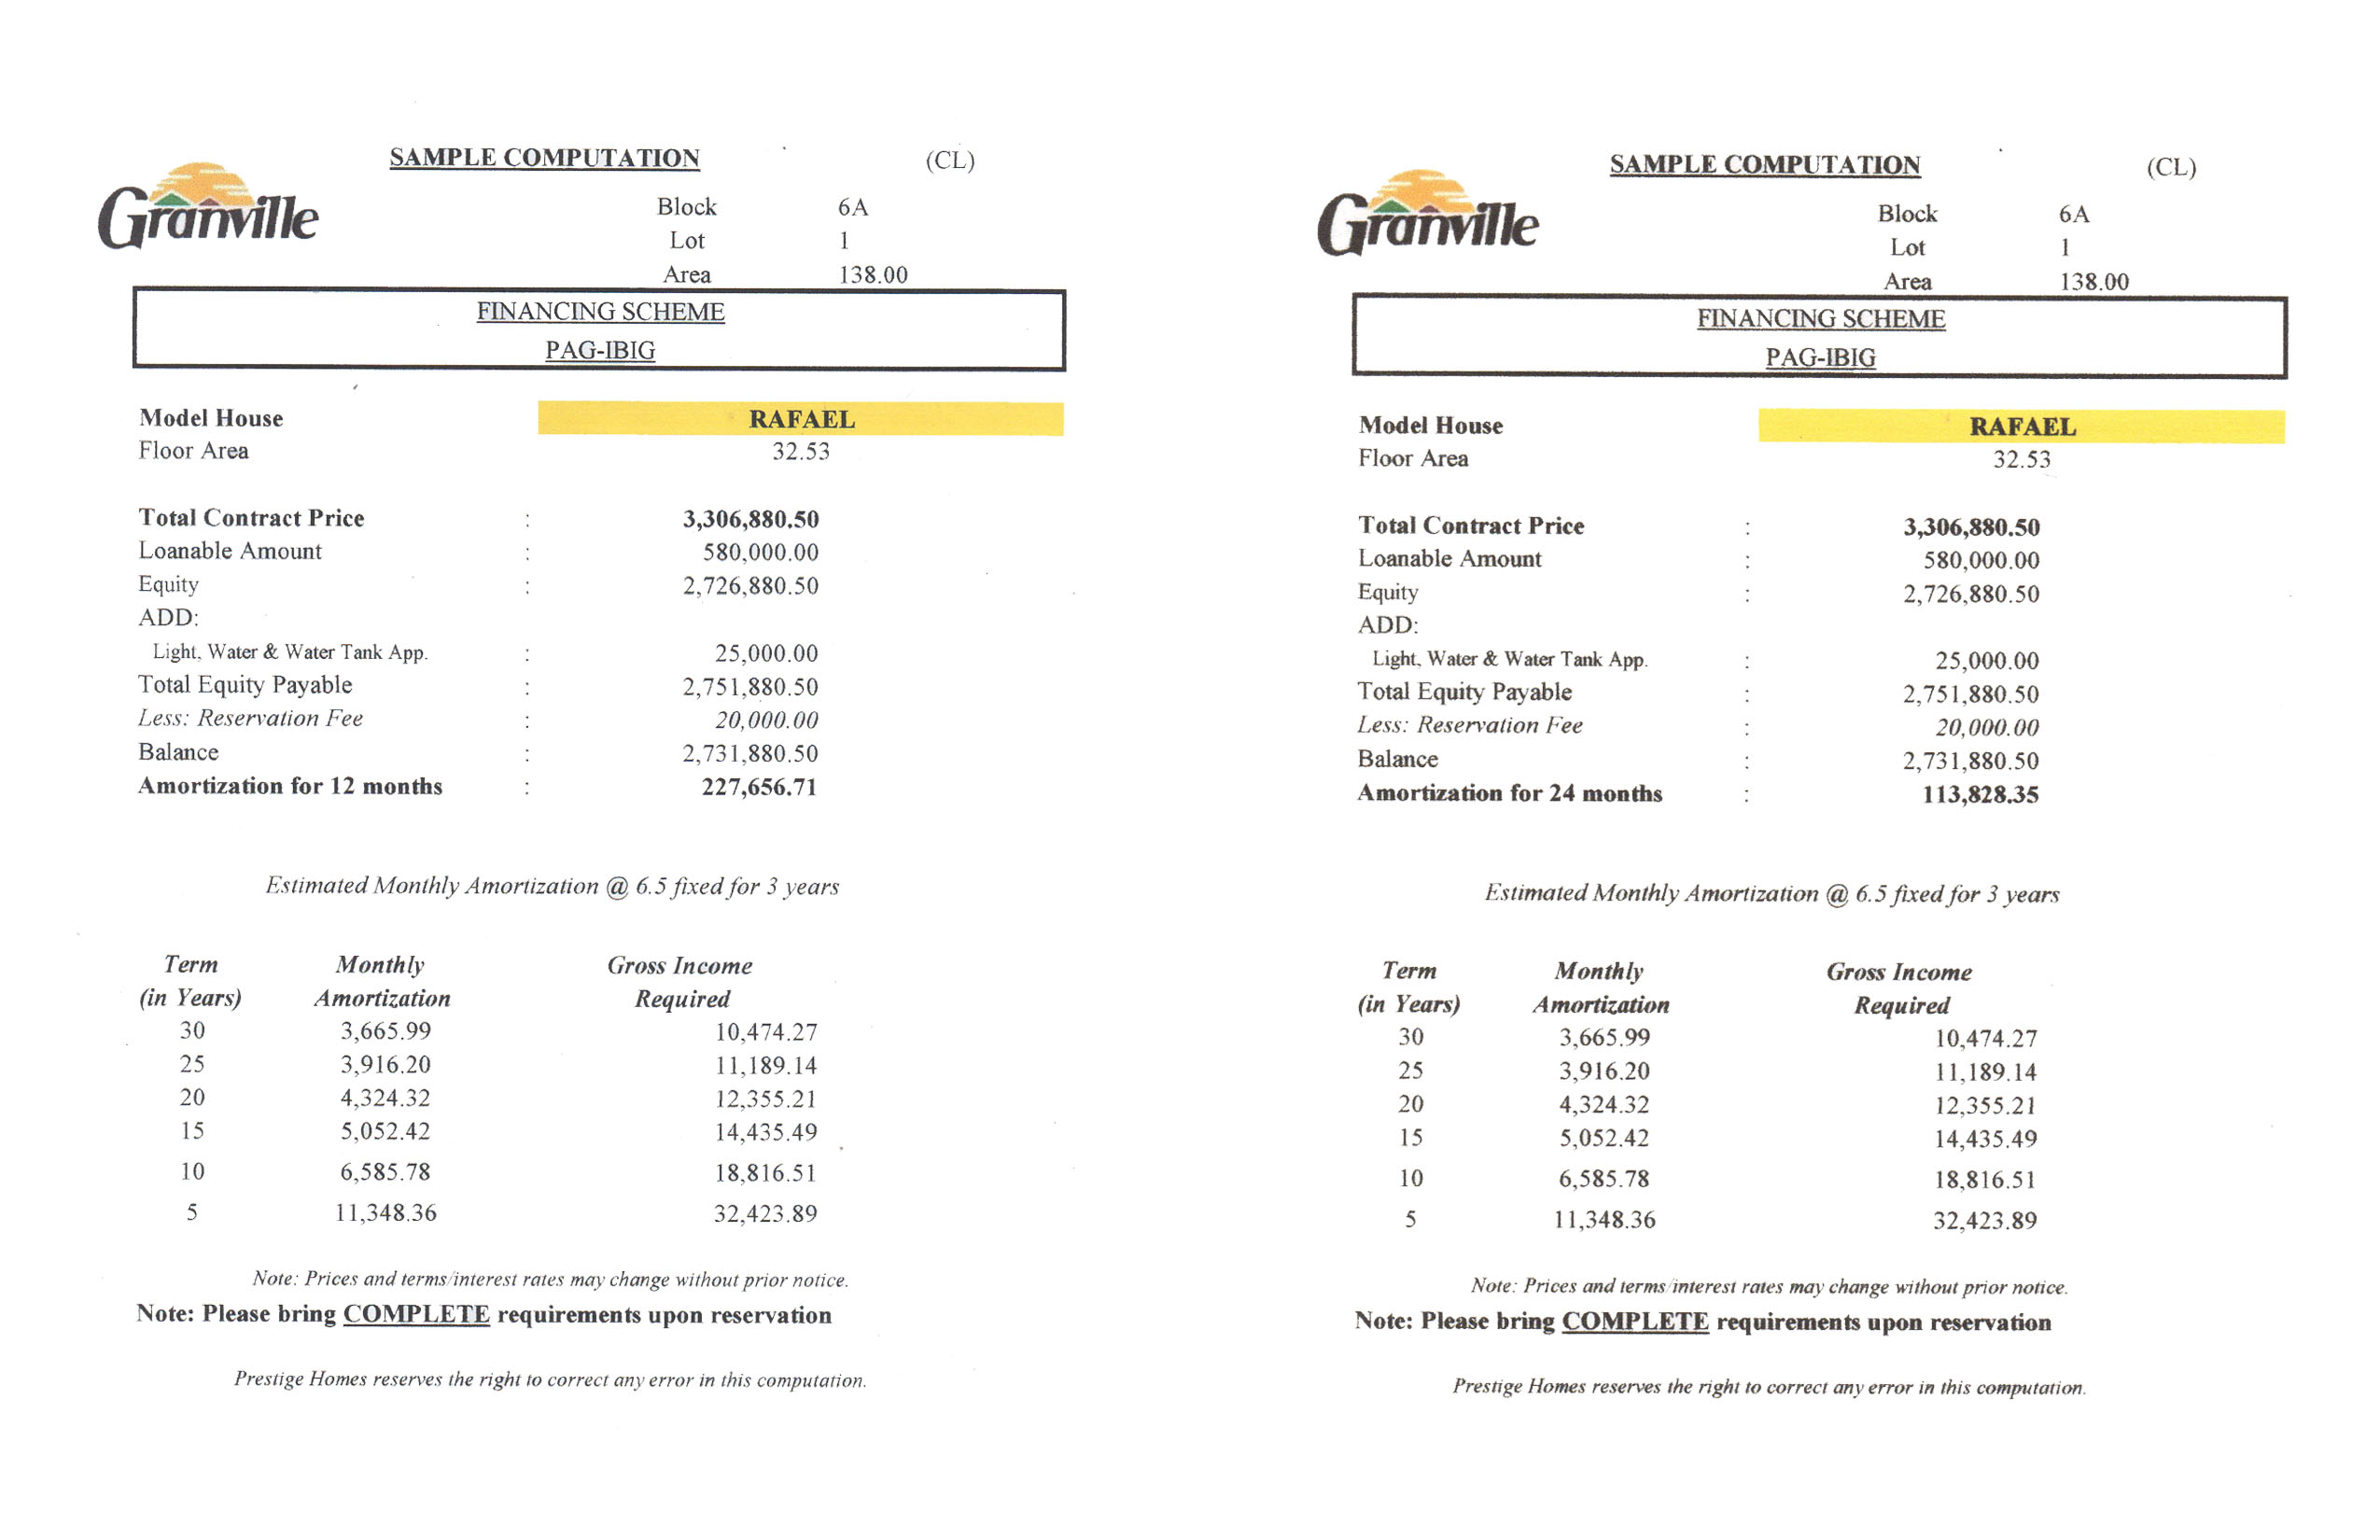 SAMPLE COMPUTATION (CL)
Granville
Block 6A
Lot 1
Area 138.00
FINANCING SCHEME
PAG-IBIG
Model House RAFAEL
Floor Area 32.53
Total Contract Price : 3,306,880.50
Loanable Amount : 580,000.00
Equity : 2,726,880.50
ADD:
Light, Water & Water Tank App. : 25,000.00
Total Equity Payable : 2,751,880.50
Less: Reservation Fee : 20,000.00
Balance : 2,731,880.50
Amortization for 12 months : 227,656.71
Estimated Monthly Amortization @ 6.5 fixed for 3 years
Term Monthly Gross Income
(in Years) Amortization Required
30 3,665.99 10,474.27
25 3,916.20 11,189.14
20 4,324.32 12,355.21
15 5,052.42 14,435.49
10 6,585.78 18,816.51
5 11,348.36 32,423.89
Note: Prices and terms/interest rates may change without prior notice.
Note: Please bring COMPLETE requirements upon reservation
Prestige Homes reserves the right to correct any error in this computation.
SAMPLE COMPUTATION (CL)
Granville
Block 6A
Lot 1
Area 138.00
FINANCING SCHEME
PAG-IBIG
Model House RAFAEL
Floor Area 32.53
Total Contract Price : 3,306,880.50
Loanable Amount : 580,000.00
Equity : 2,726,880.50
ADD:
Light, Water & Water Tank App. : 25,000.00
Total Equity Payable : 2,751,880.50
Less: Reservation Fee : 20,000.00
Balance : 2,731,880.50
Amortization for 24 months : 113,828.35
Estimated Monthly Amortization @ 6.5 fixed for 3 years
Term Monthly Gross Income
(in Years) Amortization Required
30 3,665.99 10,474.27
25 3,916.20 11,189.14
20 4,324.32 12,355.21
15 5,052.42 14,435.49
10 6,585.78 18,816.51
5 11,348.36 32,423.89
Note: Prices and terms/interest rates may change without prior notice.
Note: Please bring COMPLETE requirements upon reservation
Prestige Homes reserves the right to correct any error in this computation.